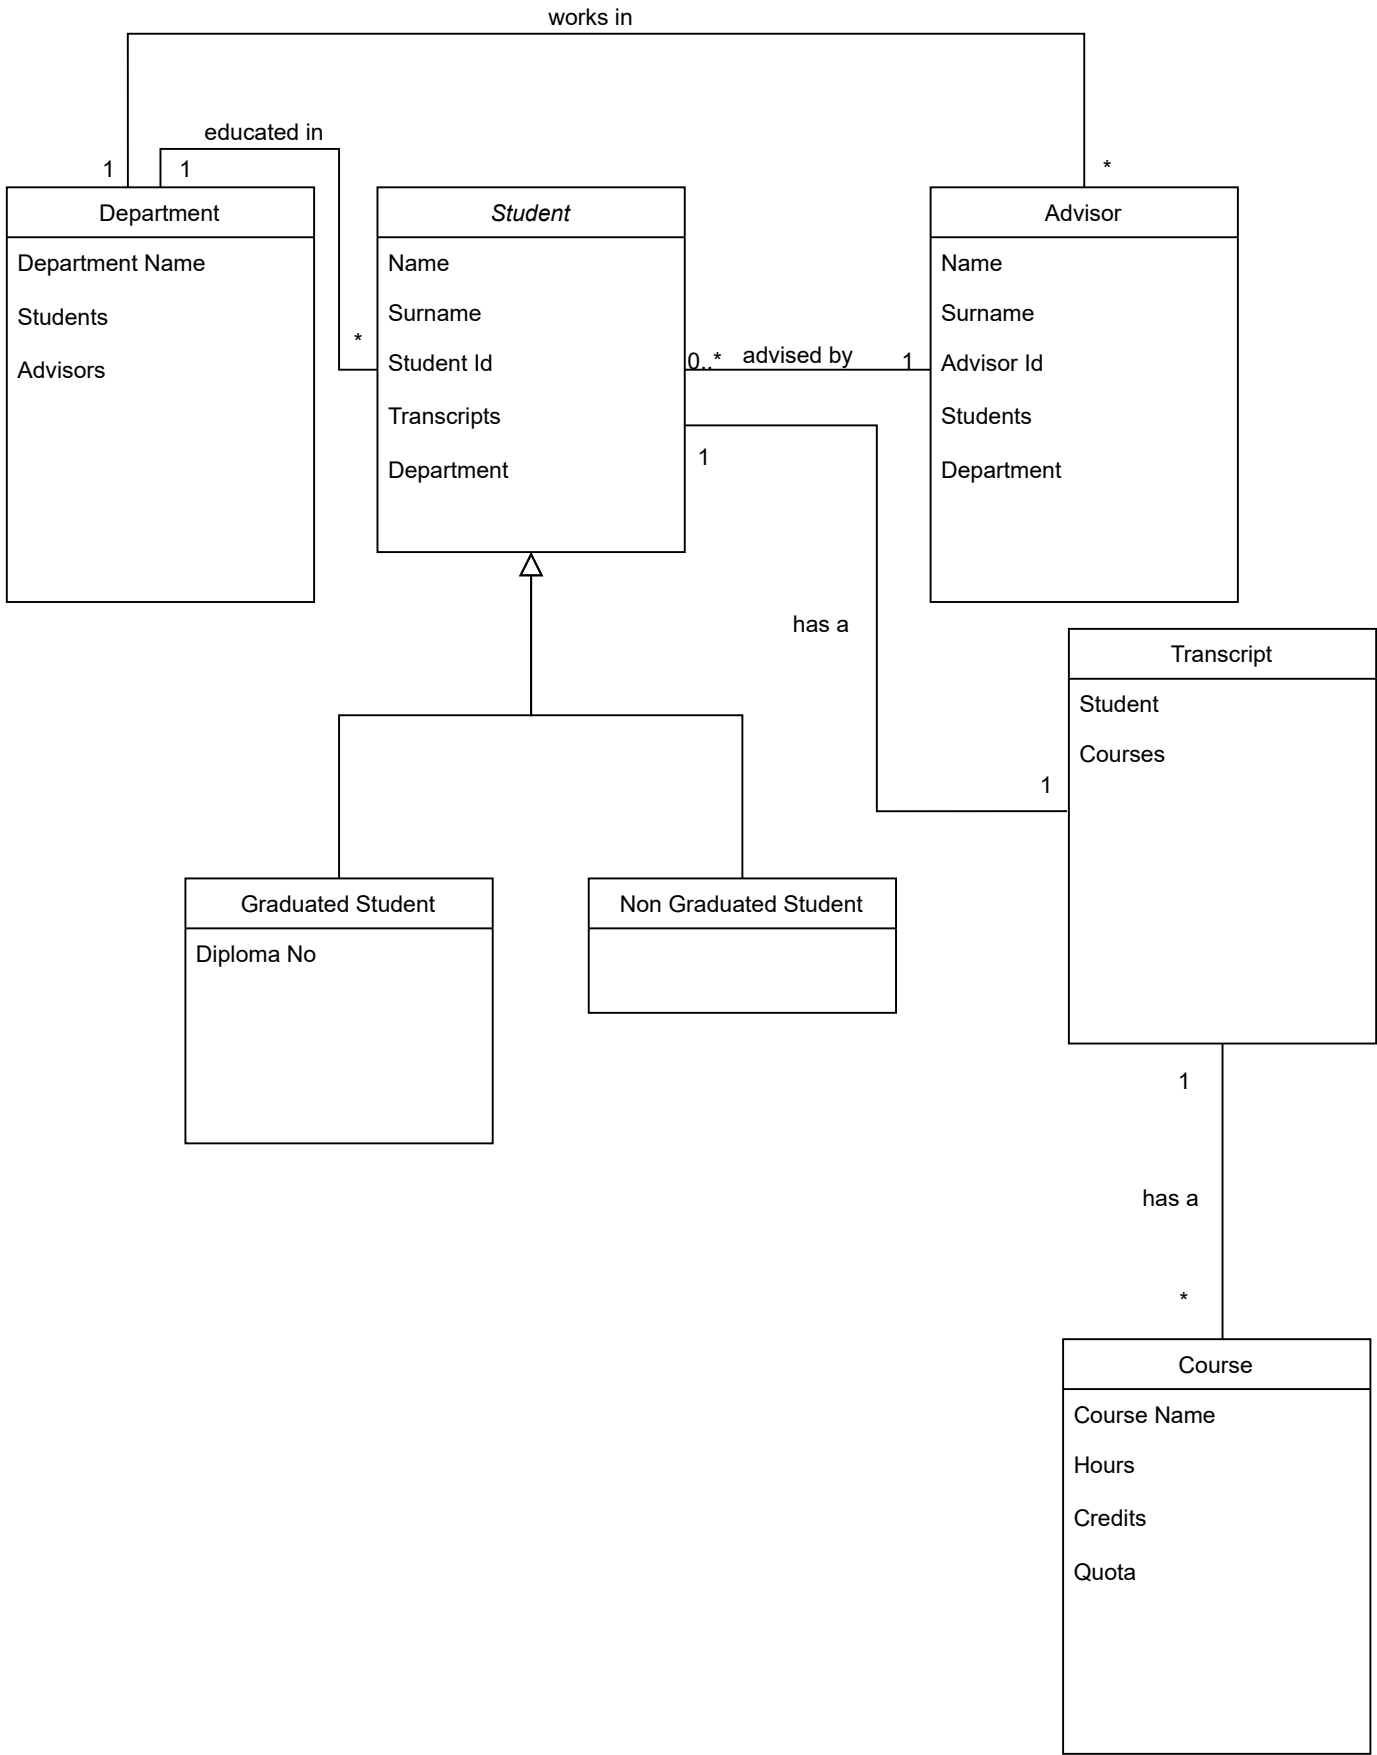 works in
educated in
1
1
*
Department
Department Name
Students
Advisors
Student
Name
Surname
Student Id
Transcripts
Department
*
0..*
advised by
1
1
Advisor
Name
Surname
Advisor Id
Students
Department
has a
1
Transcript
Student
Courses
Graduated Student
Diploma No
Non Graduated Student
1
has a
*
Course
Course Name
Hours
Credits
Quota